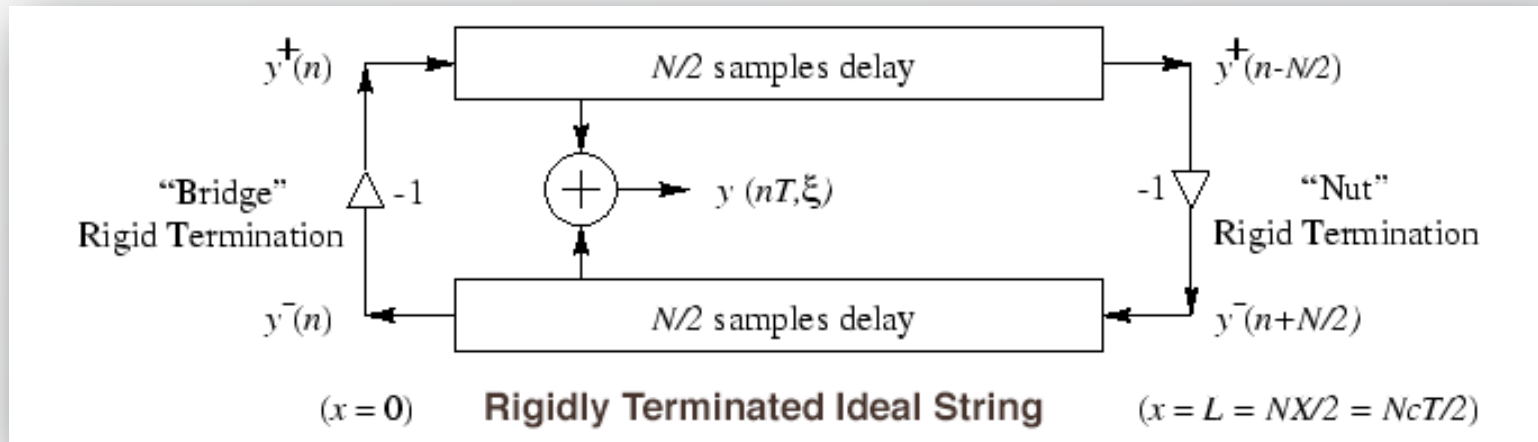 y⁺(n)
N/2 samples delay
y⁺(n-N/2)
“Bridge”
Rigid Termination
-1
y (nT,ξ)
-1
“Nut”
Rigid Termination
y⁻(n)
N/2 samples delay
y⁻(n+N/2)
(x = 0)
Rigidly Terminated Ideal String
(x = L = NX/2 = NcT/2)